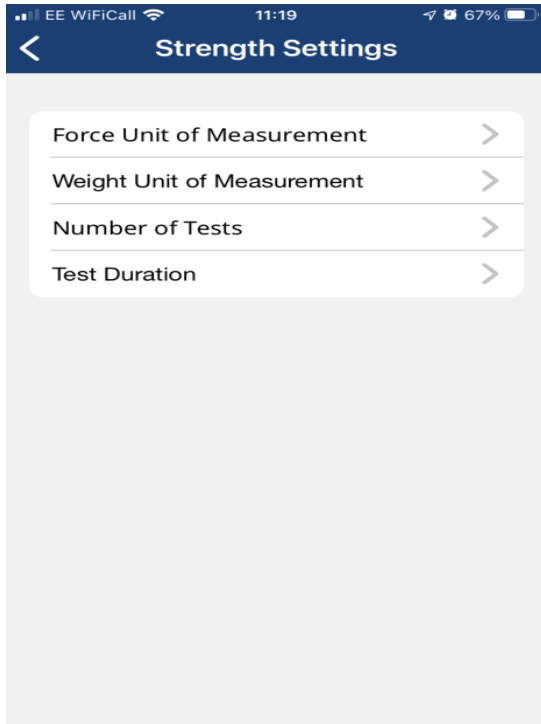 EE WiFiCall 11:19 67%
Strength Settings
Force Unit of Measurement
Weight Unit of Measurement
Number of Tests
Test Duration